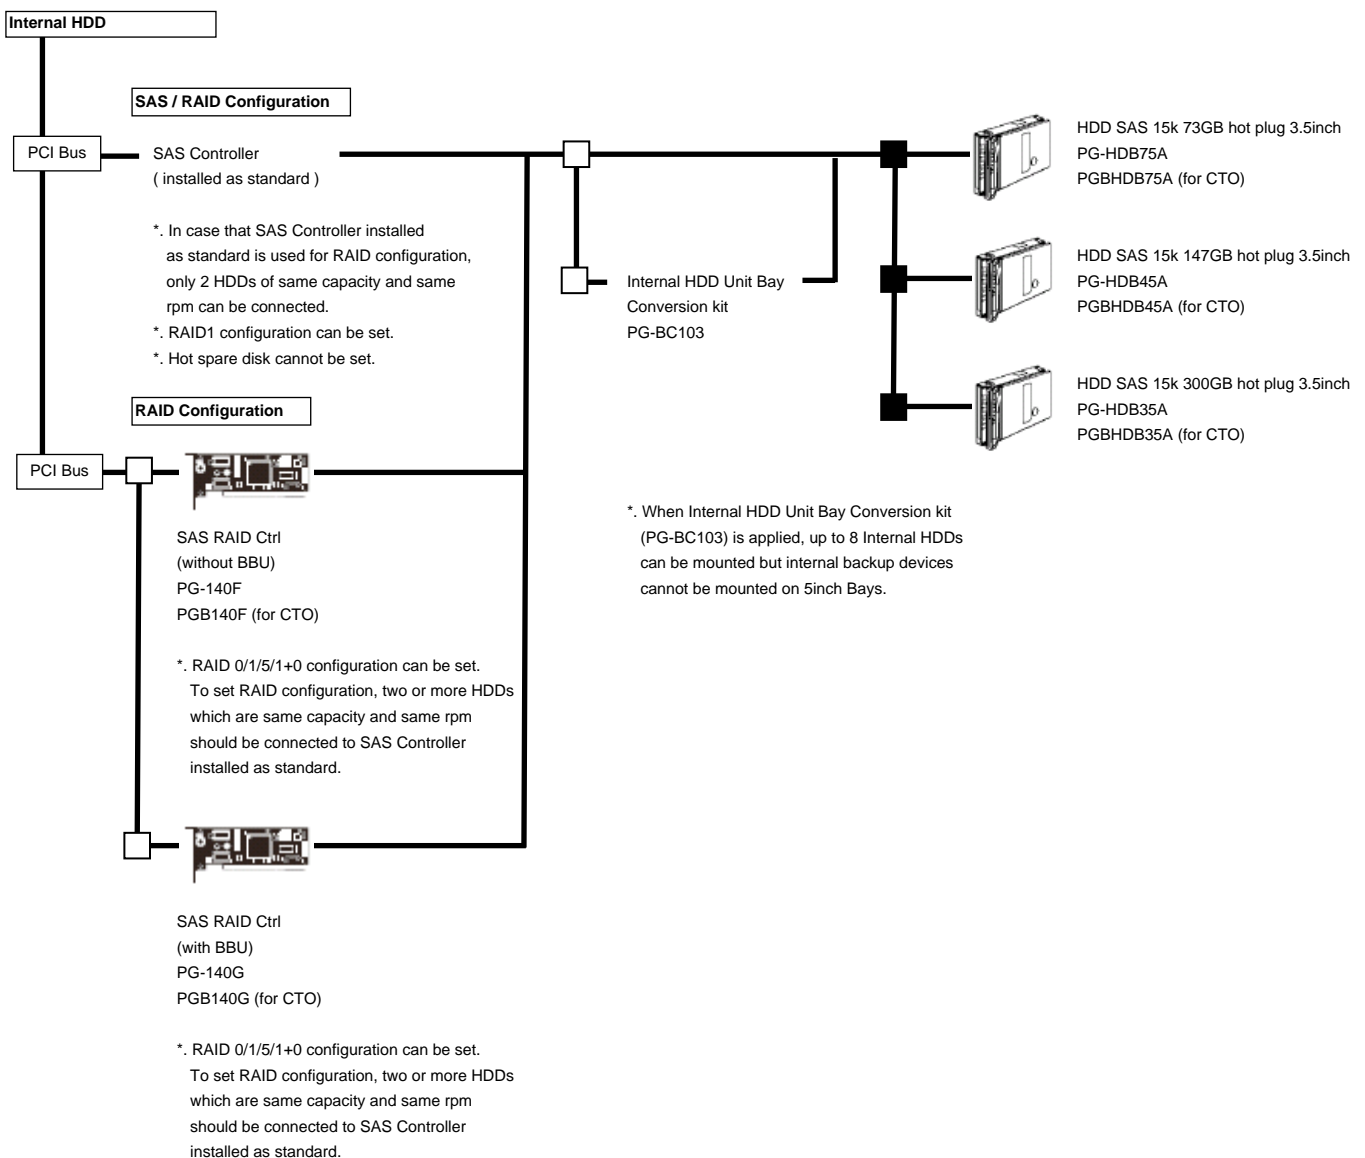 Internal HDD
SAS / RAID Configuration
PCI Bus
SAS Controller
( installed as standard )
*. In case that SAS Controller installed
as standard is used for RAID configuration,
only 2 HDDs of same capacity and same
rpm can be connected.
*. RAID1 configuration can be set.
*. Hot spare disk cannot be set.
Internal HDD Unit Bay
Conversion kit
PG-BC103
HDD SAS 15k 73GB hot plug 3.5inch
PG-HDB75A
PGBHDB75A (for CTO)
HDD SAS 15k 147GB hot plug 3.5inch
PG-HDB45A
PGBHDB45A (for CTO)
HDD SAS 15k 300GB hot plug 3.5inch
PG-HDB35A
PGBHDB35A (for CTO)
RAID Configuration
PCI Bus
SAS RAID Ctrl
(without BBU)
PG-140F
PGB140F (for CTO)
*. When Internal HDD Unit Bay Conversion kit
(PG-BC103) is applied, up to 8 Internal HDDs
can be mounted but internal backup devices
cannot be mounted on 5inch Bays.
*. RAID 0/1/5/1+0 configuration can be set.
To set RAID configuration, two or more HDDs
which are same capacity and same rpm
should be connected to SAS Controller
installed as standard.
SAS RAID Ctrl
(with BBU)
PG-140G
PGB140G (for CTO)
*. RAID 0/1/5/1+0 configuration can be set.
To set RAID configuration, two or more HDDs
which are same capacity and same rpm
should be connected to SAS Controller
installed as standard.